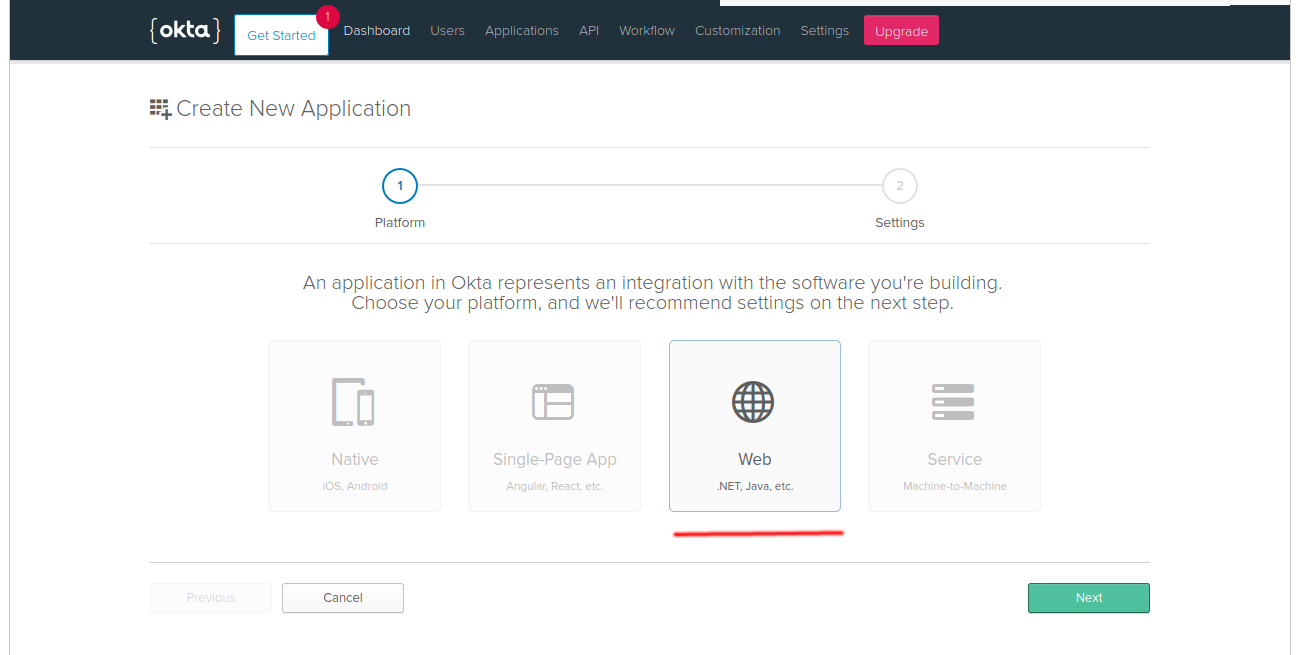 {okta}
Get Started
1
Dashboard
Users
Applications
API
Workflow
Customization
Settings
Upgrade
Create New Application
1
Platform
2
Settings
An application in Okta represents an integration with the software you're building.
Choose your platform, and we'll recommend settings on the next step.
Native
iOS, Android
Single-Page App
Angular, React, etc.
Web
.NET, Java, etc.
Service
Machine-to-Machine
Previous
Cancel
Next